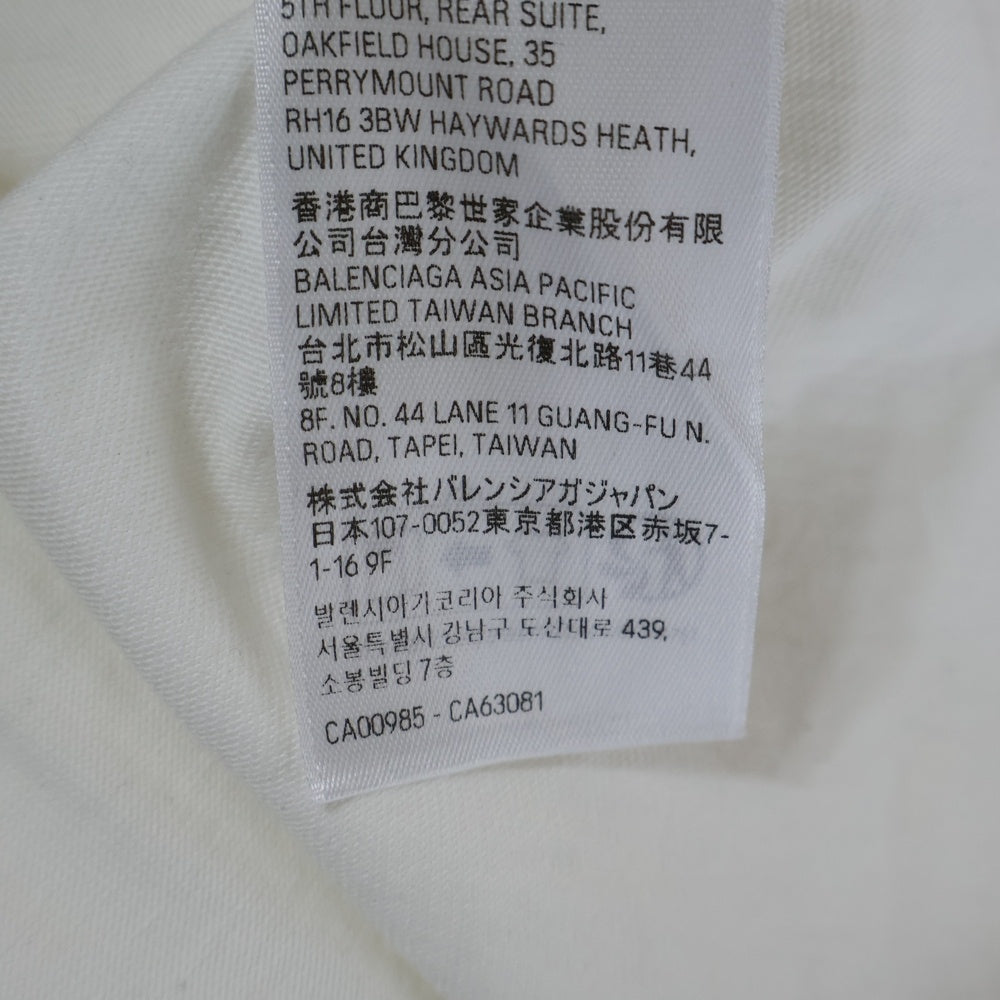 5TH FLOOR, REAR SUITE,
OAKFIELD HOUSE, 35
PERRYMOUNT ROAD
RH16 3BW HAYWARDS HEATH,
UNITED KINGDOM
香港商巴黎世家企業股份有限
公司台灣分公司
BALENCIAGA ASIA PACIFIC
LIMITED TAIWAN BRANCH
台北市松山區光復北路11巷44
號8樓
8F. NO. 44 LANE 11 GUANG-FU N.
ROAD, TAPEI, TAIWAN
株式会社バレンシアガジャパン
日本107-0052東京都港区赤坂7-
1-16 9F
발렌시아가코리아 주식회사
서울특별시 강남구 도산대로 439,
소봉빌딩 7층
CA00985 - CA63081